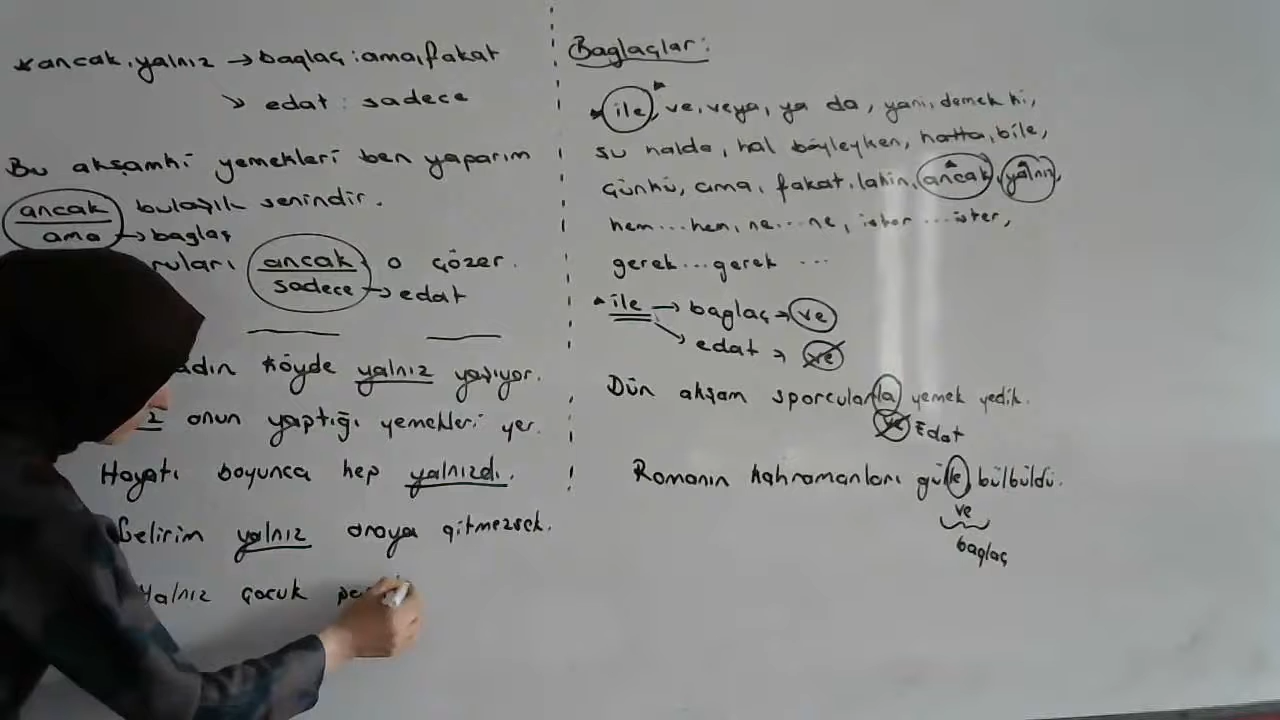 *ancak, yalnız → bağlaç : ama, fakat
↘ edat : sadece
Bu akşamki yemekleri ben yaparım
ancak bulaşık senindir.
ama → bağlaç
ruları ancak o çözer.
sadece → edat
dın köyde yalnız yaşıyor.
z onun yaptığı yemekleri yer.
Hayatı boyunca hep yalnızdı.
Gelirim yalnız oraya gitmezsek.
Yalnız çocuk
Bağlaçlar:
ile, ve, veya, ya da, yani, demek ki,
şu halde, hal böyleyken, hatta, bile,
çünkü, ama, fakat, lakin, ancak, yalnız,
hem...hem, ne...ne, ister...ister,
gerek...gerek ...
ile → bağlaç → ve
↘ edat → ve
Dün akşam sporcularla yemek yedik.
ve Edat
Romanın kahramanları gülle bülbüldü.
ve
bağlaç